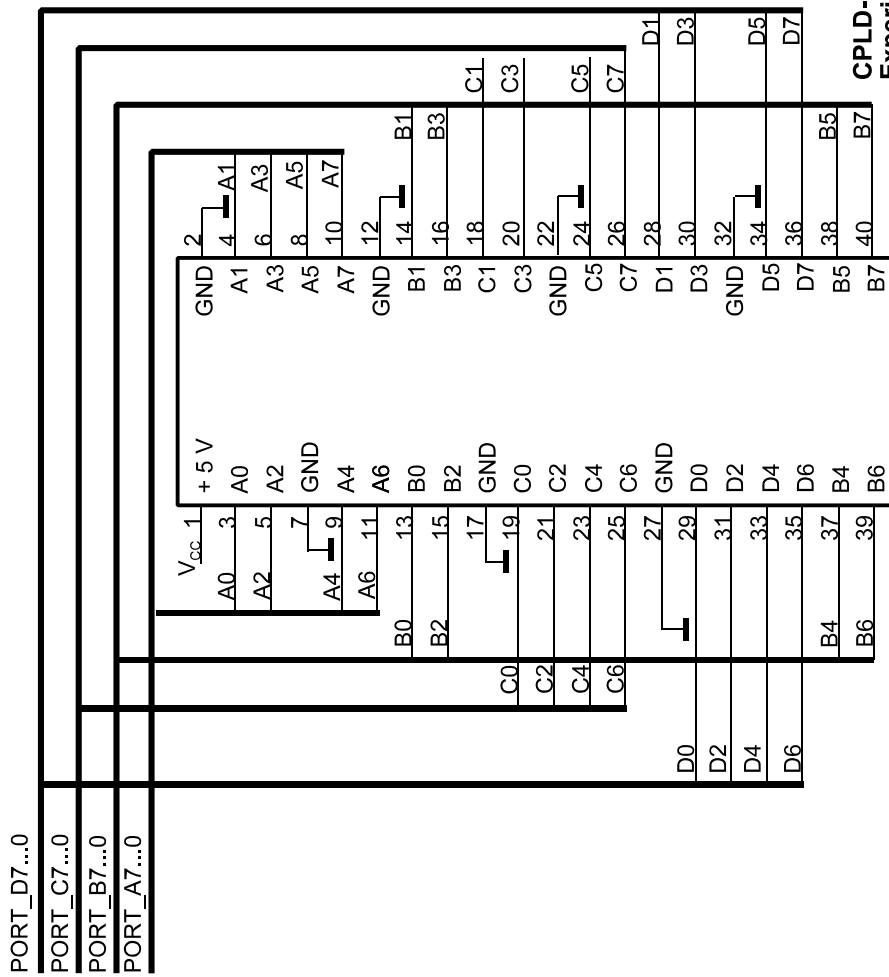 PORT_D7...0
PORT_C7...0
PORT_B7...0
PORT_A7...0
VCC 1 + 5 V GND 2
A0 3 A0 A1 4 A1
A2 5 A2 A3 6 A3
7 GND A5 8 A5
A4 9 A4 A7 10 A7
A6 11 A6 GND 12
B0 13 B0 B1 14 B1
B2 15 B2 B3 16 B3
17 GND C1 18 C1
C0 19 C0 C3 20 C3
C2 21 C2 GND 22
C4 23 C4 C5 24 C5
C6 25 C6 C7 26 C7
27 GND D1 28 D1
D0 29 D0 D3 30 D3
D2 31 D2 GND 32
D4 33 D4 D5 34 D5
D6 35 D6 D7 36 D7
B4 37 B4 B5 38 B5
B6 39 B6 B7 40 B7
CPLD-